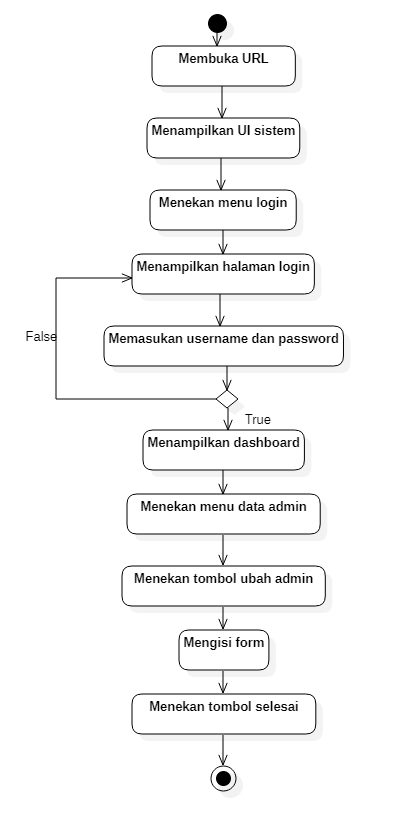 Membuka URL
Menampilkan UI sistem
Menekan menu login
Menampilkan halaman login
Memasukan username dan password
False
True
Menampilkan dashboard
Menekan menu data admin
Menekan tombol ubah admin
Mengisi form
Menekan tombol selesai